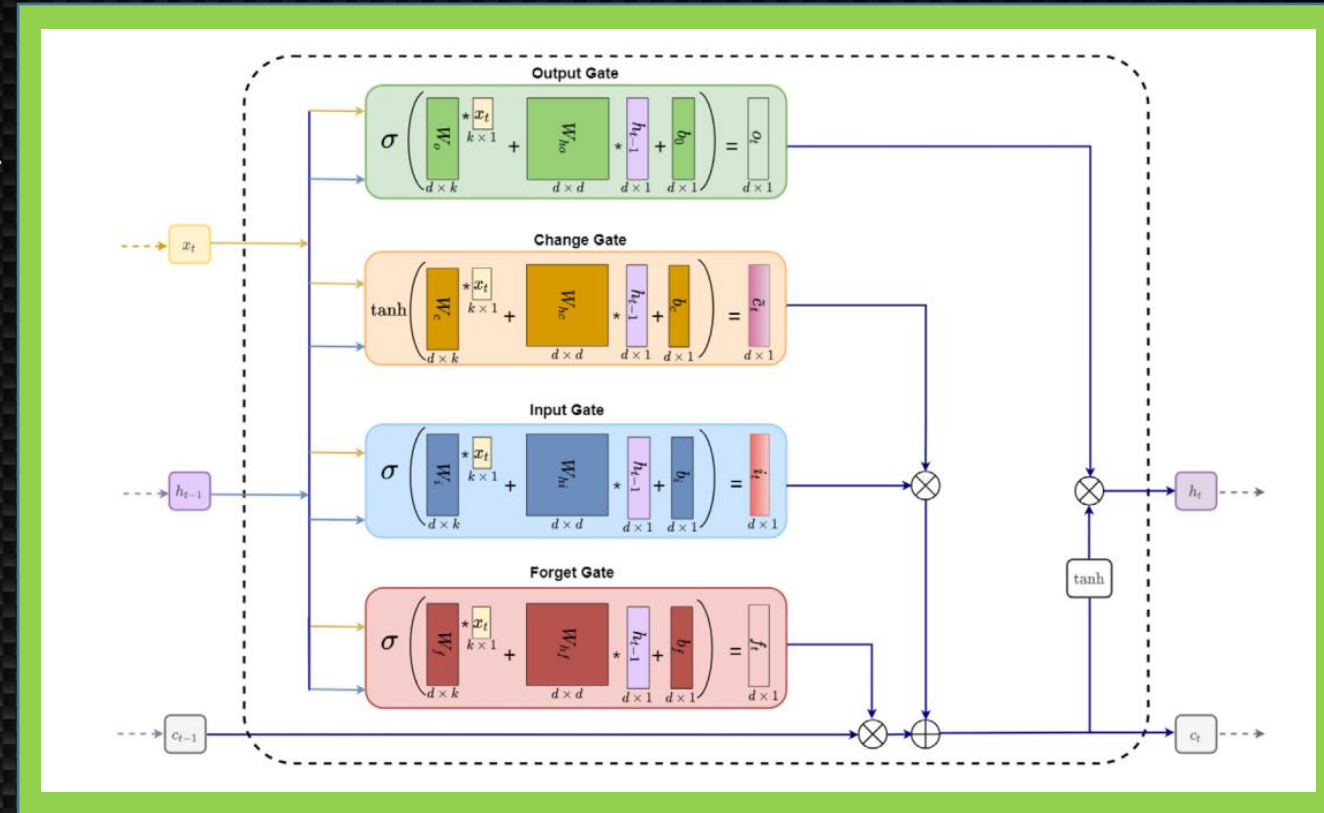 Output Gate
σ ( W_o * x_t + W_ho * h_{t-1} + b_0 ) = o_t
d × k k × 1 d × d d × 1 d × 1 d × 1
x_t
Change Gate
tanh ( W_c * x_t + W_hc * h_{t-1} + b_c ) = c̃_t
d × k k × 1 d × d d × 1 d × 1 d × 1
Input Gate
σ ( W_i * x_t + W_hi * h_{t-1} + b_i ) = i_t
d × k k × 1 d × d d × 1 d × 1 d × 1
h_{t-1}
h_t
tanh
Forget Gate
σ ( W_f * x_t + W_hf * h_{t-1} + b_f ) = f_t
d × k k × 1 d × d d × 1 d × 1 d × 1
c_{t-1}
c_t